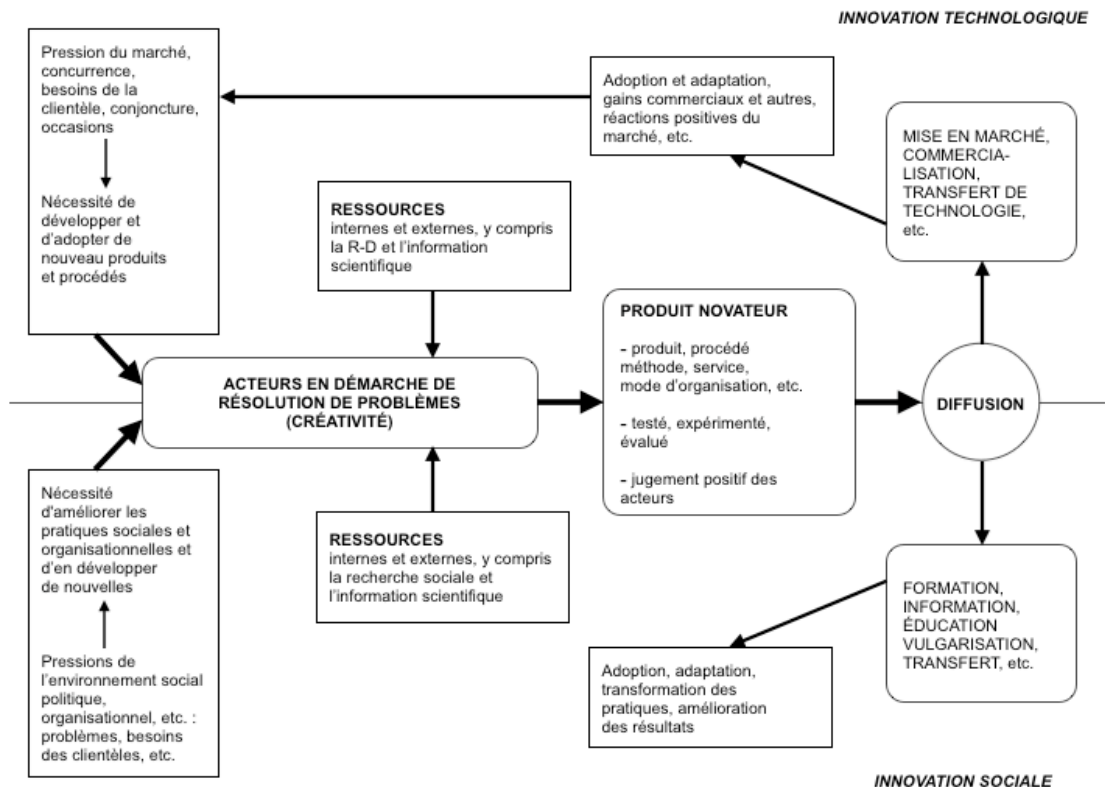 INNOVATION TECHNOLOGIQUE
Pression du marché,
concurrence,
besoins de la
clientèle, conjoncture,
occasions
Nécessité de
développer et
d'adopter de
nouveau produits
et procédés
Adoption et adaptation,
gains commerciaux et autres,
réactions positives du
marché, etc.
MISE EN MARCHÉ,
COMMERCIA-
LISATION,
TRANSFERT DE
TECHNOLOGIE,
etc.
RESSOURCES
internes et externes, y compris
la R-D et l'information
scientifique
ACTEURS EN DÉMARCHE DE
RÉSOLUTION DE PROBLÈMES
(CRÉATIVITÉ)
PRODUIT NOVATEUR
- produit, procédé
méthode, service,
mode d'organisation, etc.
- testé, expérimenté,
évalué
- jugement positif des
acteurs
DIFFUSION
Nécessité
d'améliorer les
pratiques sociales et
organisationnelles et
d'en développer
de nouvelles
Pressions de
l'environnement social
politique,
organisationnel, etc. :
problèmes, besoins
des clientèles, etc.
RESSOURCES
internes et externes, y compris
la recherche sociale et
l'information scientifique
Adoption, adaptation,
transformation des
pratiques, amélioration
des résultats
FORMATION,
INFORMATION,
ÉDUCATION
VULGARISATION,
TRANSFERT, etc.
INNOVATION SOCIALE